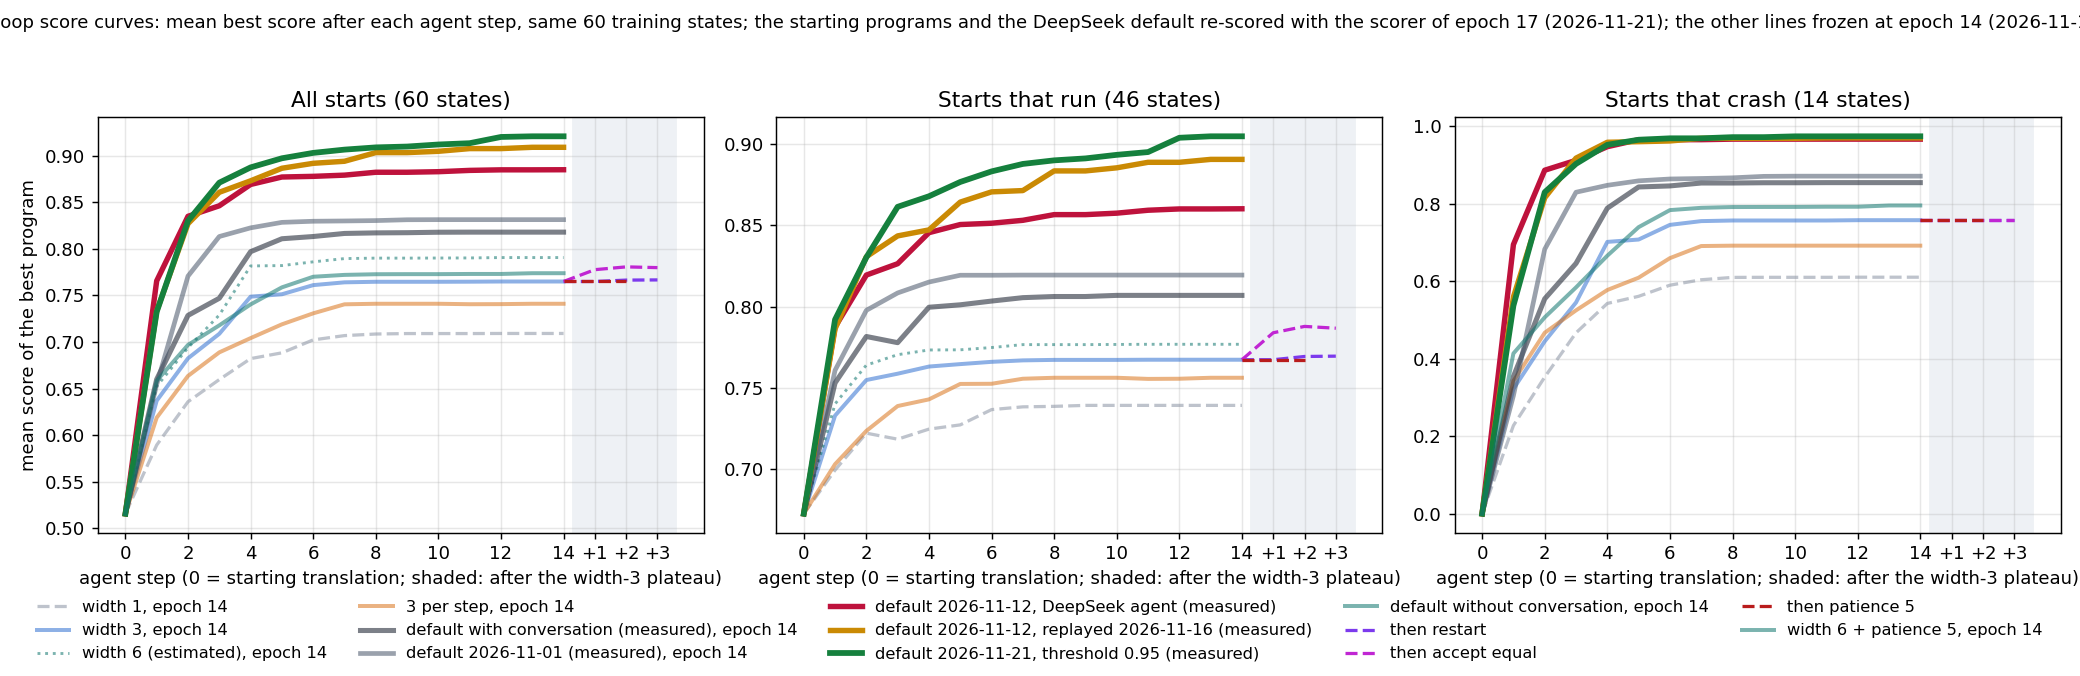 oop score curves: mean best score after each agent step, same 60 training states; the starting programs and the DeepSeek default re-scored with the scorer of epoch 17 (2026-11-21); the other lines frozen at epoch 14 (2026-11-
All starts (60 states)
Starts that run (46 states)
Starts that crash (14 states)
mean score of the best program
0.90
0.85
0.80
0.75
0.70
0.65
0.60
0.55
0.50
0 2 4 6 8 10 12 14 +1 +2 +3
agent step (0 = starting translation; shaded: after the width-3 plateau)
0.90
0.85
0.80
0.75
0.70
0 2 4 6 8 10 12 14 +1 +2 +3
agent step (0 = starting translation; shaded: after the width-3 plateau)
1.0
0.8
0.6
0.4
0.2
0.0
0 2 4 6 8 10 12 14 +1 +2 +3
agent step (0 = starting translation; shaded: after the width-3 plateau)
width 1, epoch 14
width 3, epoch 14
width 6 (estimated), epoch 14
3 per step, epoch 14
default with conversation (measured), epoch 14
default 2026-11-01 (measured), epoch 14
default 2026-11-12, DeepSeek agent (measured)
default 2026-11-12, replayed 2026-11-16 (measured)
default 2026-11-21, threshold 0.95 (measured)
default without conversation, epoch 14
then restart
then accept equal
then patience 5
width 6 + patience 5, epoch 14